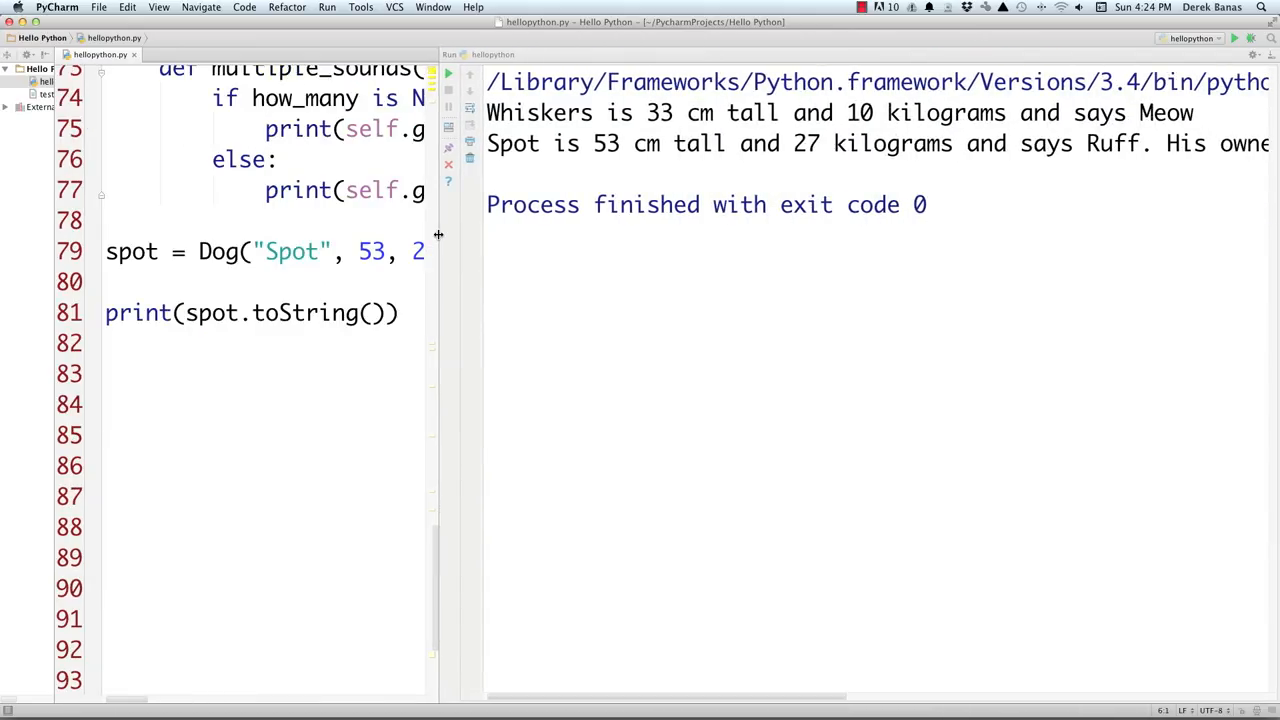 PyCharm File Edit View Navigate Code Refactor Run Tools VCS Window Help 10 Sun 4:24 PM Derek Banas
hellopython.py – Hello Python – [~/PycharmProjects/Hello Python]
Hello Python hellopython.py hellopython
hellopython.py Run hellopython
Hello P
hell
test
Externa
73 def multiple_sounds(
74 if how_many is N
75 print(self.g
76 else:
77 print(self.g
78
79 spot = Dog("Spot", 53, 2
80
81 print(spot.toString())
82
83
84
85
86
87
88
89
90
91
92
93
/Library/Frameworks/Python.framework/Versions/3.4/bin/pytho
Whiskers is 33 cm tall and 10 kilograms and says Meow
Spot is 53 cm tall and 27 kilograms and says Ruff. His owne
Process finished with exit code 0
6:1 LF UTF-8